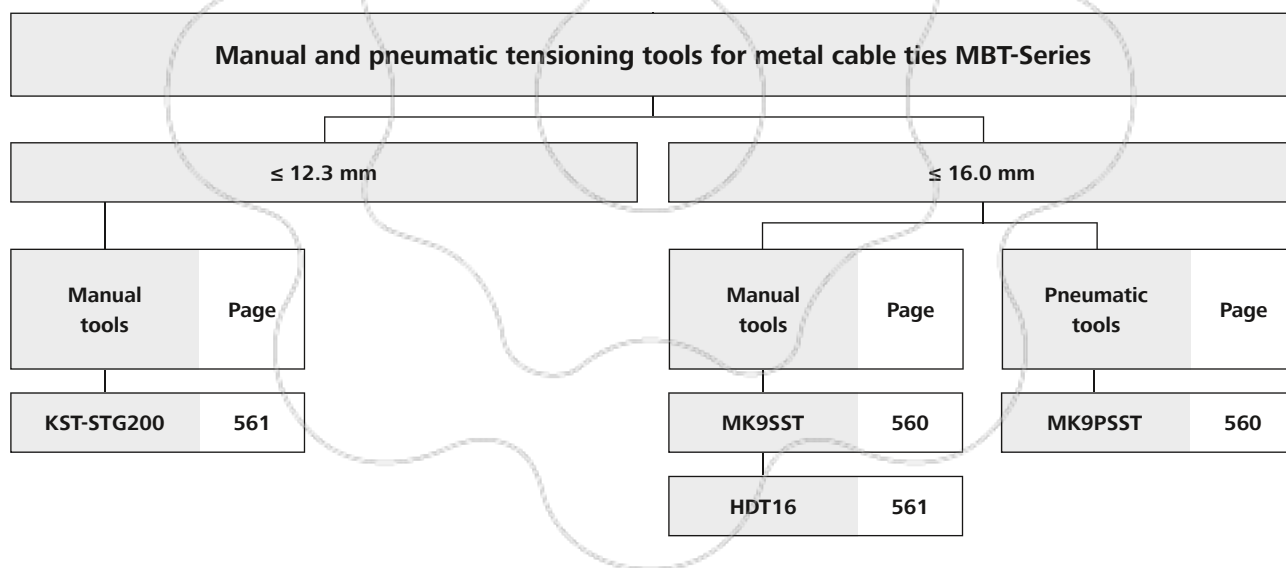 Manual and pneumatic tensioning tools for metal cable ties MBT-Series
≤ 12.3 mm
≤ 16.0 mm
Manual
tools
Page
Manual
tools
Page
Pneumatic
tools
Page
KST-STG200 561
MK9SST 560
MK9PSST 560
HDT16 561